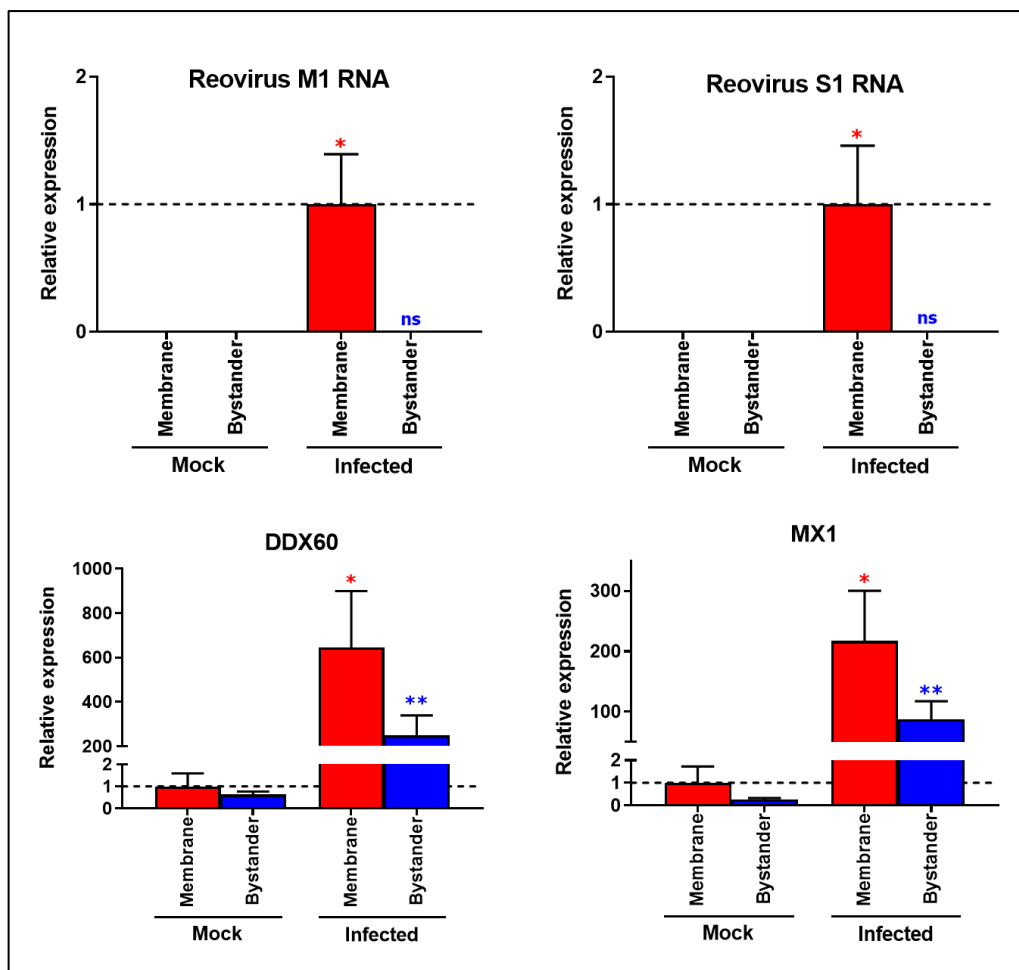 Reovirus M1 RNA
Relative expression
2
1
0
*
ns
Membrane
Bystander
Membrane
Bystander
Mock
Infected
Reovirus S1 RNA
Relative expression
2
1
0
*
ns
Membrane
Bystander
Membrane
Bystander
Mock
Infected
DDX60
Relative expression
1000
800
600
400
200
2
1
0
*
**
Membrane
Bystander
Membrane
Bystander
Mock
Infected
MX1
Relative expression
300
200
100
2
1
0
*
**
Membrane
Bystander
Membrane
Bystander
Mock
Infected